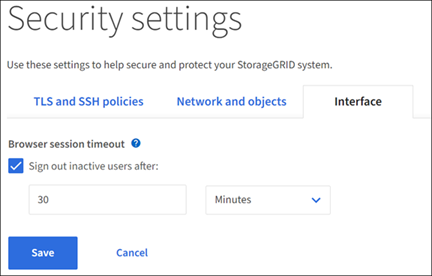 Security settings
Use these settings to help secure and protect your StorageGRID system.
TLS and SSH policies Network and objects Interface
Browser session timeout ?
Sign out inactive users after:
30 Minutes
Save Cancel